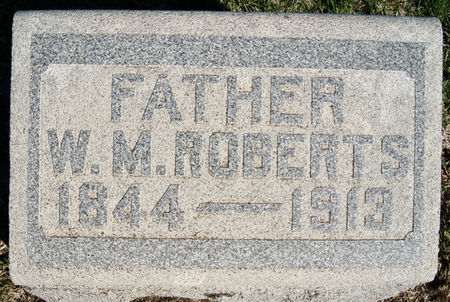 FATHER
W.M. ROBERTS
1844 — 1913